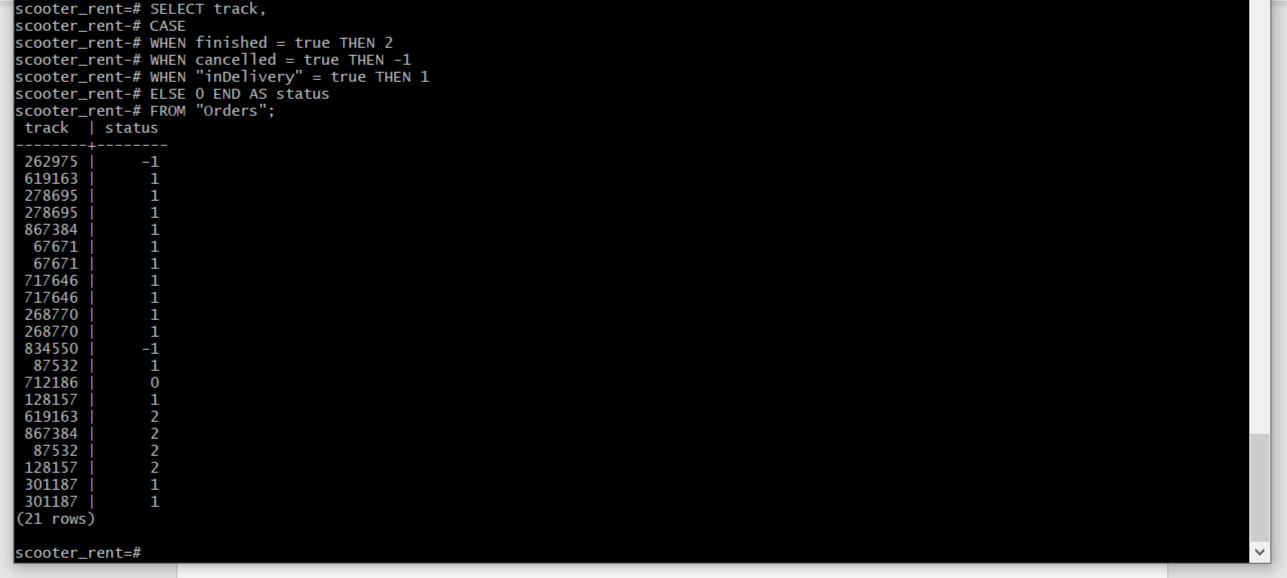 scooter_rent=# SELECT track,
scooter_rent-# CASE
scooter_rent-# WHEN finished = true THEN 2
scooter_rent-# WHEN cancelled = true THEN -1
scooter_rent-# WHEN "inDelivery" = true THEN 1
scooter_rent-# ELSE 0 END AS status
scooter_rent-# FROM "Orders";
 track  | status
--------+--------
 262975 |     -1
 619163 |      1
 278695 |      1
 278695 |      1
 867384 |      1
  67671 |      1
  67671 |      1
 717646 |      1
 717646 |      1
 268770 |      1
 268770 |      1
 834550 |     -1
  87532 |      1
 712186 |      0
 128157 |      1
 619163 |      2
 867384 |      2
  87532 |      2
 128157 |      2
 301187 |      1
 301187 |      1
(21 rows)
scooter_rent=#